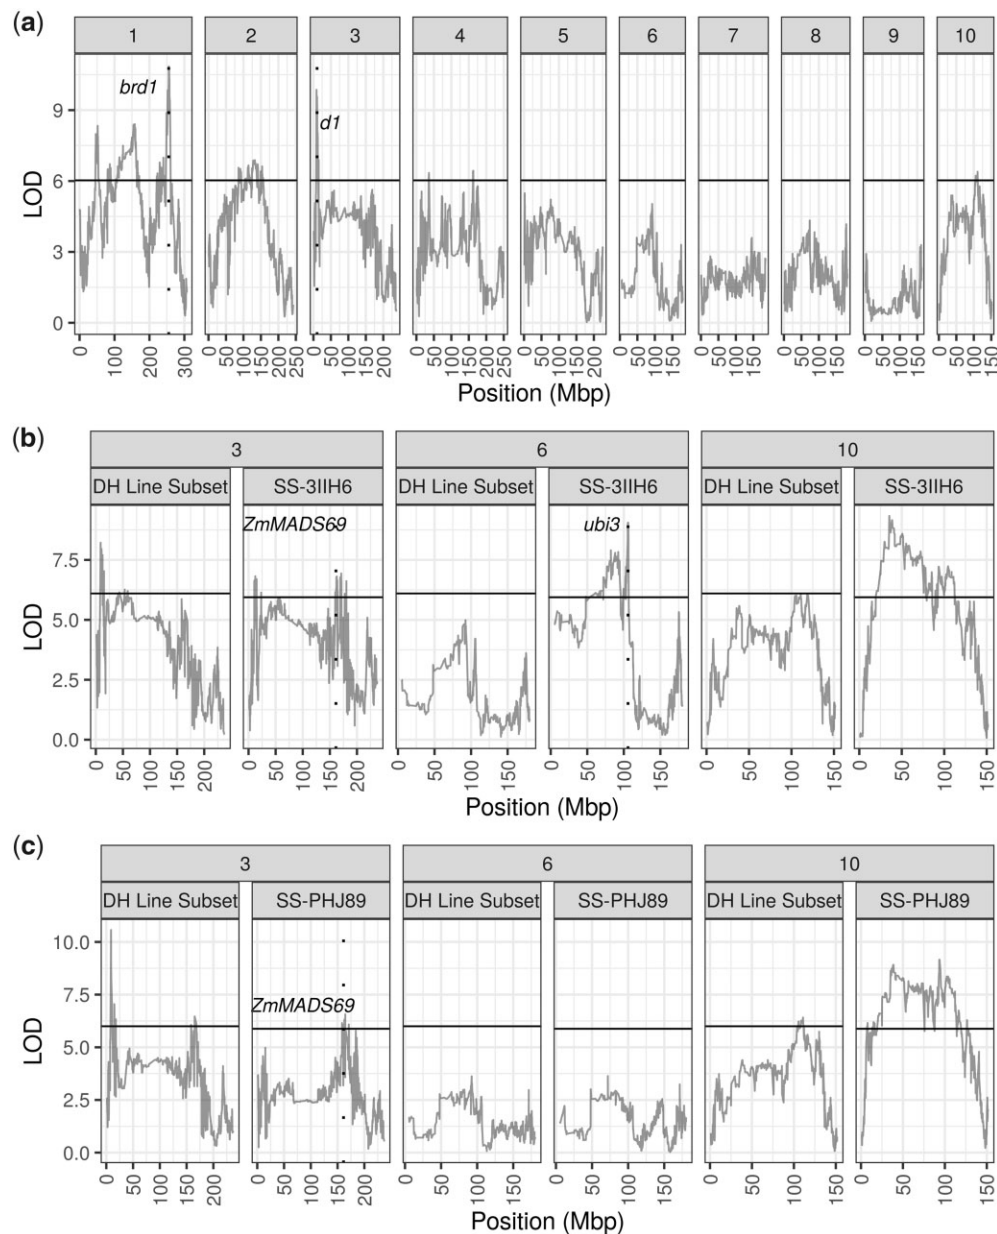 (a)
1 2 3 4 5 6 7 8 9 10
brd1
d1
LOD
9
6
3
0
0 100 200 300 0 50 100 150 200 250 0 50 100 150 200 0 50 100 150 200 250 0 50 100 150 200 0 50 100 150 0 50 100 150 0 50 100 150 0 50 100 150 0 50 100 150
Position (Mbp)
(b)
3 6 10
DH Line Subset SS-3IIH6 DH Line Subset SS-3IIH6 DH Line Subset SS-3IIH6
ZmMADS69 ubi3
LOD
7.5
5.0
2.5
0.0
0 50 100 150 200 0 50 100 150 200 0 50 100 150 0 50 100 150 0 50 100 150 0 50 100 150
Position (Mbp)
(c)
3 6 10
DH Line Subset SS-PHJ89 DH Line Subset SS-PHJ89 DH Line Subset SS-PHJ89
ZmMADS69
LOD
10.0
7.5
5.0
2.5
0.0
0 50 100 150 200 0 50 100 150 200 0 50 100 150 0 50 100 150 0 50 100 150 0 50 100 150
Position (Mbp)